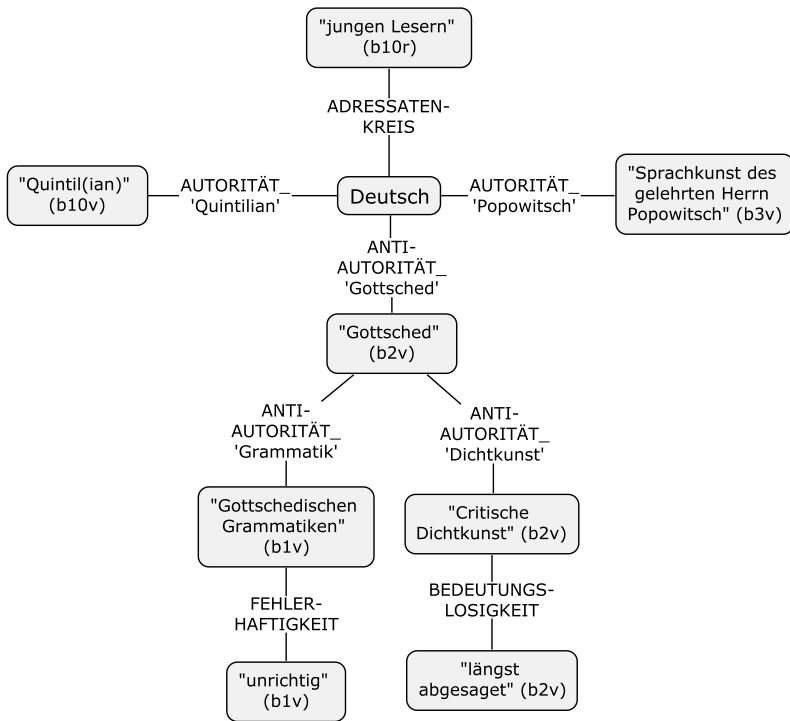 "jungen Lesern"
(b10r)
ADRESSATEN-
KREIS
"Quintil(ian)"
(b10v)
AUTORITÄT_
'Quintilian'
Deutsch
AUTORITÄT_
'Popowitsch'
"Sprachkunst des
gelehrten Herrn
Popowitsch" (b3v)
ANTI-
AUTORITÄT_
'Gottsched'
"Gottsched"
(b2v)
ANTI-
AUTORITÄT_
'Grammatik'
ANTI-
AUTORITÄT_
'Dichtkunst'
"Gottschedischen
Grammatiken"
(b1v)
"Critische
Dichtkunst" (b2v)
FEHLER-
HAFTIGKEIT
BEDEUTUNGS-
LOSIGKEIT
"unrichtig"
(b1v)
"längst
abgesaget" (b2v)